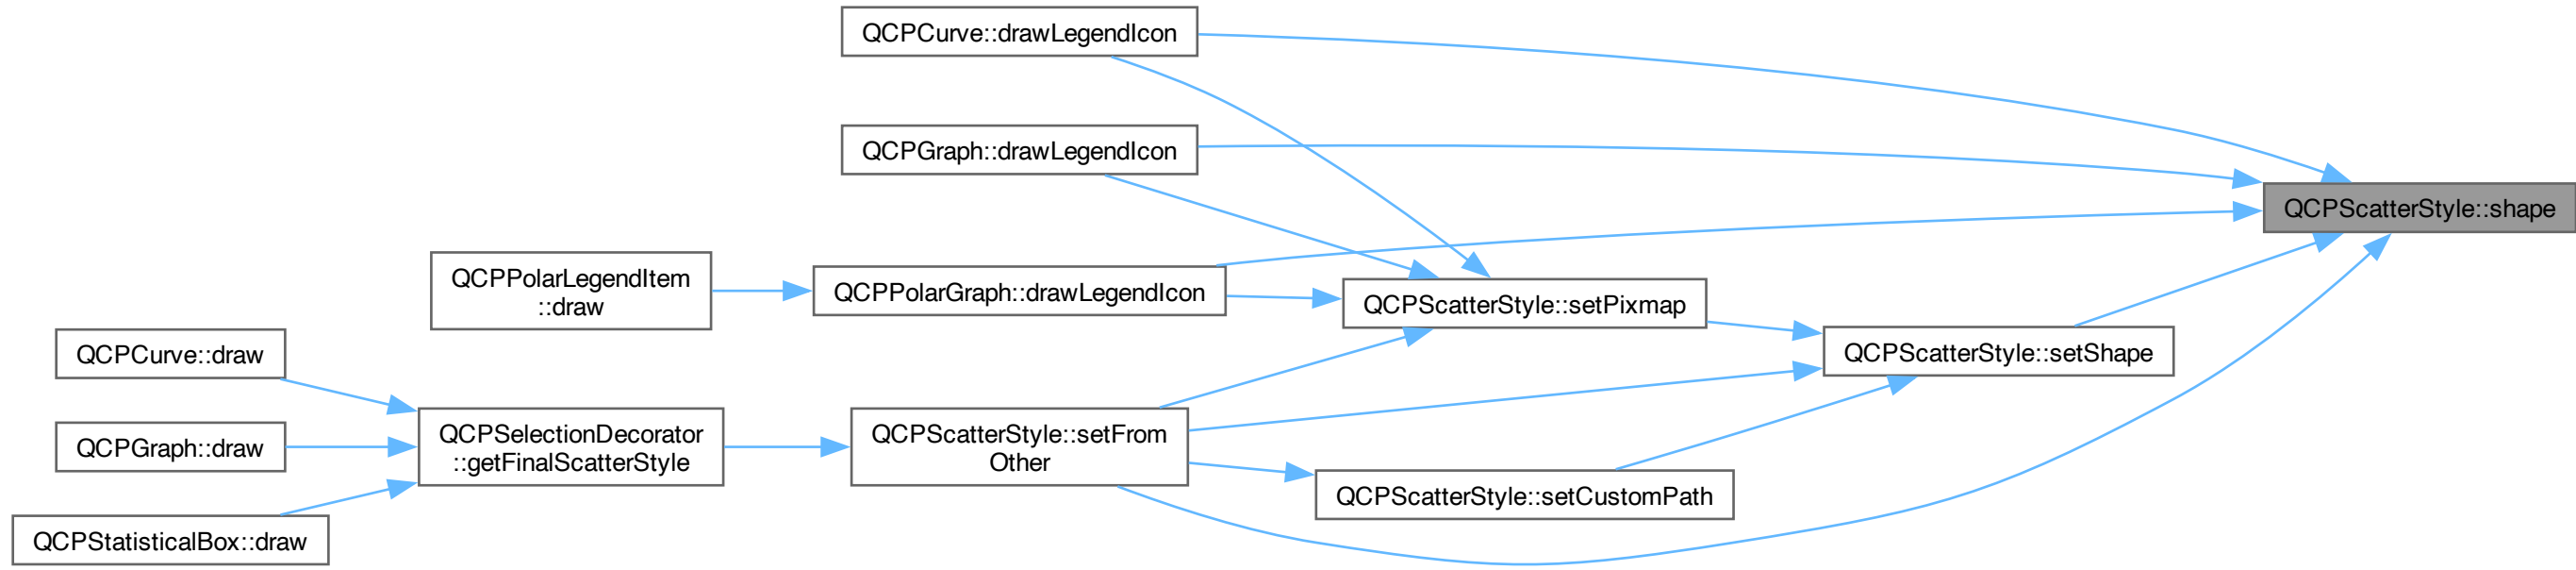 QCPCurve::drawLegendIcon
QCPGraph::drawLegendIcon
QCPScatterStyle::shape
QCPPolarLegendItem
::draw
QCPPolarGraph::drawLegendIcon
QCPScatterStyle::setPixmap
QCPCurve::draw
QCPScatterStyle::setShape
QCPGraph::draw
QCPSelectionDecorator
::getFinalScatterStyle
QCPScatterStyle::setFrom
Other
QCPScatterStyle::setCustomPath
QCPStatisticalBox::draw